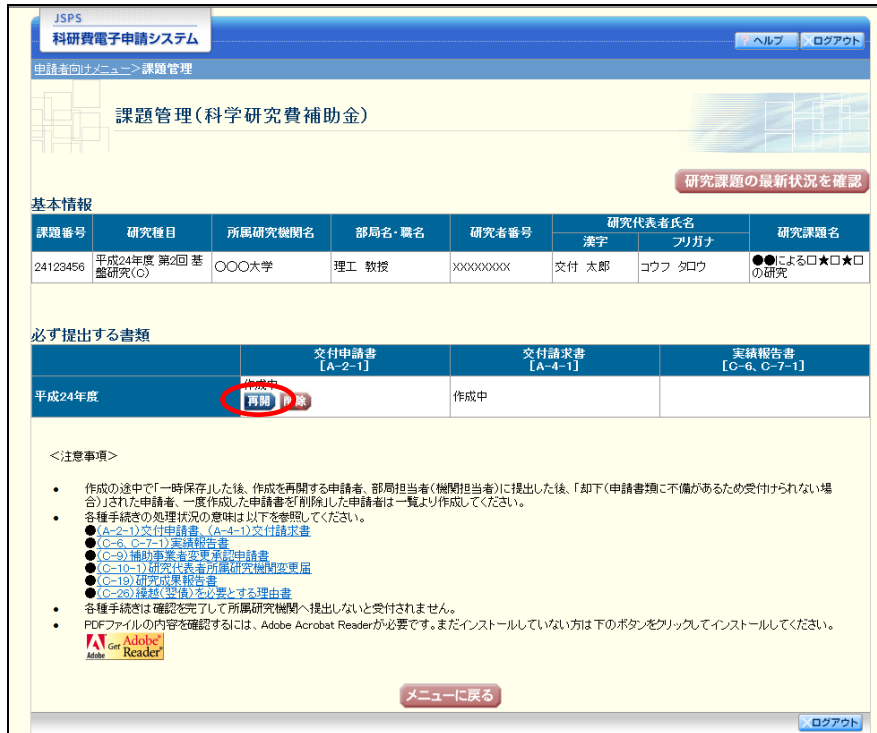 JSPS
科研費電子申請システム
? ヘルプ
×ログアウト
申請者向けメニュー>課題管理
課題管理(科学研究費補助金)
研究課題の最新状況を確認
基本情報
課題番号 研究種目 所属研究機関名 部局名・職名 研究者番号 研究代表者氏名 研究課題名
漢字 フリガナ
24123456 平成24年度 第2回 基盤研究(C) ○○○大学 理工 教授 XXXXXXXX 交付 太郎 コウフ タロウ ●●による□★□★□の研究
必ず提出する書類
交付申請書 交付請求書 実績報告書
[A-2-1] [A-4-1] [C-6、C-7-1]
平成24年度 作成中 作成中
再開 削除
<注意事項>
• 作成の途中で「一時保存」した後、作成を再開する申請者、部局担当者(機関担当者)に提出した後、「却下(申請書類に不備があるため受付けられない場
合)」された申請者、一度作成した申請書を「削除」した申請者は一覧より作成してください。
• 各種手続きの処理状況の意味は以下を参照してください。
●(A-2-1)交付申請書、(A-4-1)交付請求書
●(C-6、C-7-1)実績報告書
●(C-9)補助事業者変更承認申請書
●(C-10-1)研究代表者所属研究機関変更届
●(C-19)研究成果報告書
●(C-26)繰越(翌債)を必要とする理由書
• 各種手続きは確認を完了して所属研究機関へ提出しないと受付されません。
• PDFファイルの内容を確認するには、Adobe Acrobat Readerが必要です。まだインストールしていない方は下のボタンをクリックしてインストールしてください。
Adobe Get Adobe® Reader®
メニューに戻る
×ログアウト